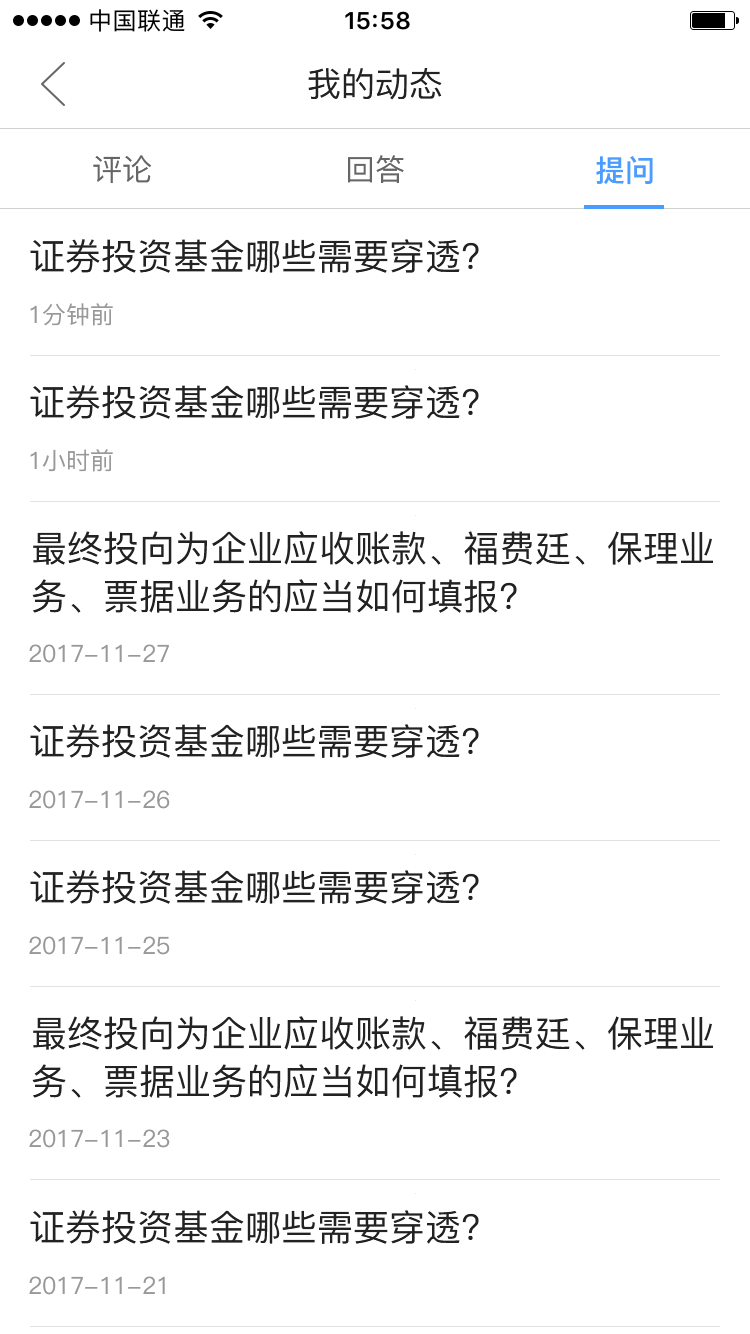 中国联通
15:58
我的动态
评论
回答
提问
证券投资基金哪些需要穿透?
1分钟前
证券投资基金哪些需要穿透?
1小时前
最终投向为企业应收账款、福费廷、保理业
务、票据业务的应当如何填报?
2017-11-27
证券投资基金哪些需要穿透?
2017-11-26
证券投资基金哪些需要穿透?
2017-11-25
最终投向为企业应收账款、福费廷、保理业
务、票据业务的应当如何填报?
2017-11-23
证券投资基金哪些需要穿透?
2017-11-21